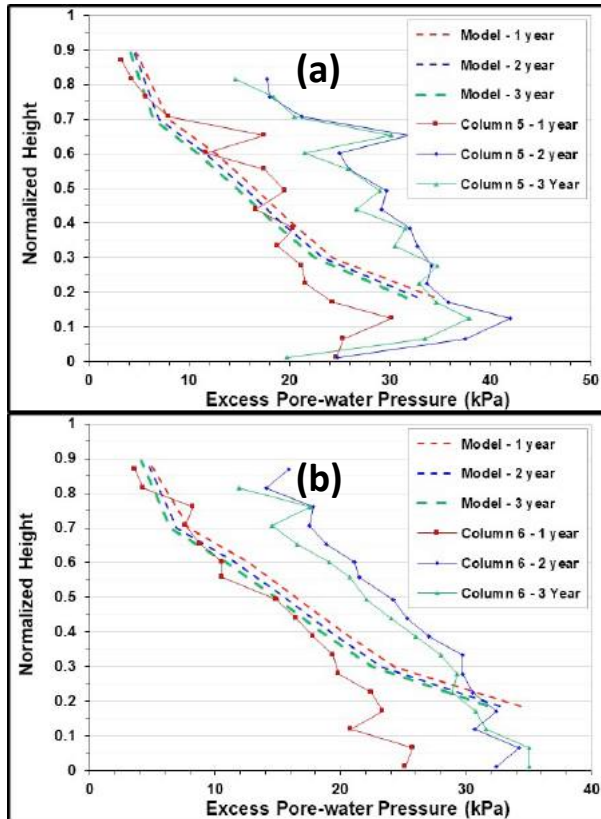 (a)
1
0.9
0.8
0.7
0.6
0.5
0.4
0.3
0.2
0.1
0
Normalized Height
Model - 1 year
Model - 2 year
Model - 3 year
Column 5 - 1 year
Column 5 - 2 year
Column 5 - 3 Year
0 10 20 30 40 50
Excess Pore-water Pressure (kPa)
(b)
1
0.9
0.8
0.7
0.6
0.5
0.4
0.3
0.2
0.1
0
Normalized Height
Model - 1 year
Model - 2 year
Model - 3 year
Column 6 - 1 year
Column 6 - 2 year
Column 6 - 3 Year
0 10 20 30 40
Excess Pore-water Pressure (kPa)